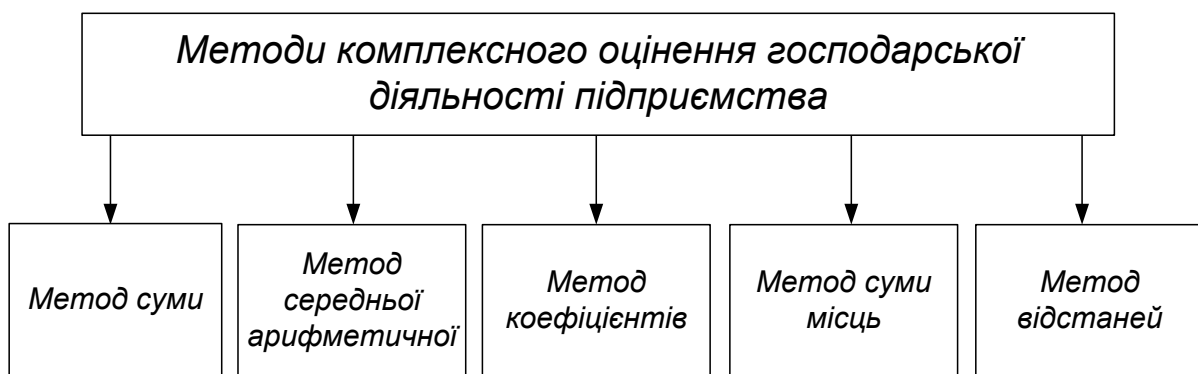 Методи комплексного оцінення господарської
діяльності підприємства
Метод суми
Метод
середньої
арифметичної
Метод
коефіцієнтів
Метод суми
місць
Метод
відстаней